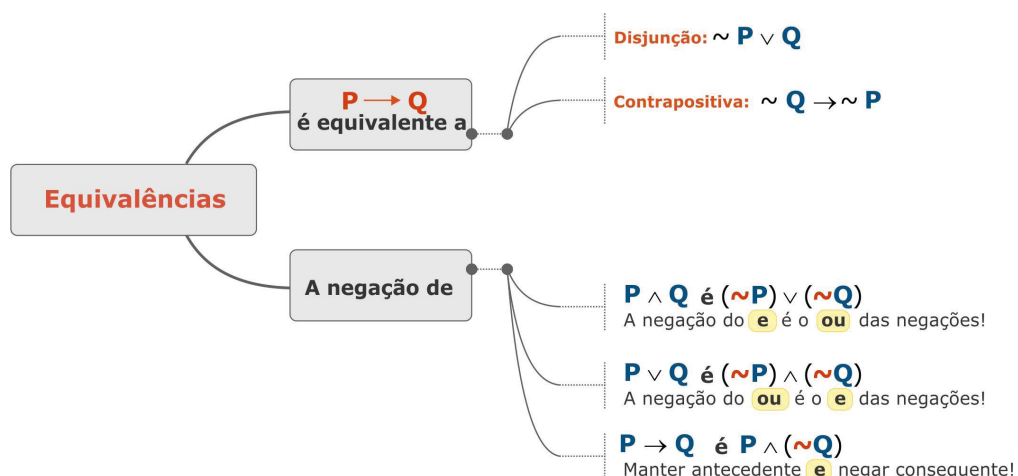 Equivalências
P → Q
é equivalente a
Disjunção: ~ P ∨ Q
Contrapositiva: ~ Q → ~ P
A negação de
P ∧ Q é (~P) ∨ (~Q)
A negação do e é o ou das negações!
P ∨ Q é (~P) ∧ (~Q)
A negação do ou é o e das negações!
P → Q é P ∧ (~Q)
Manter antecedente e negar consequente!